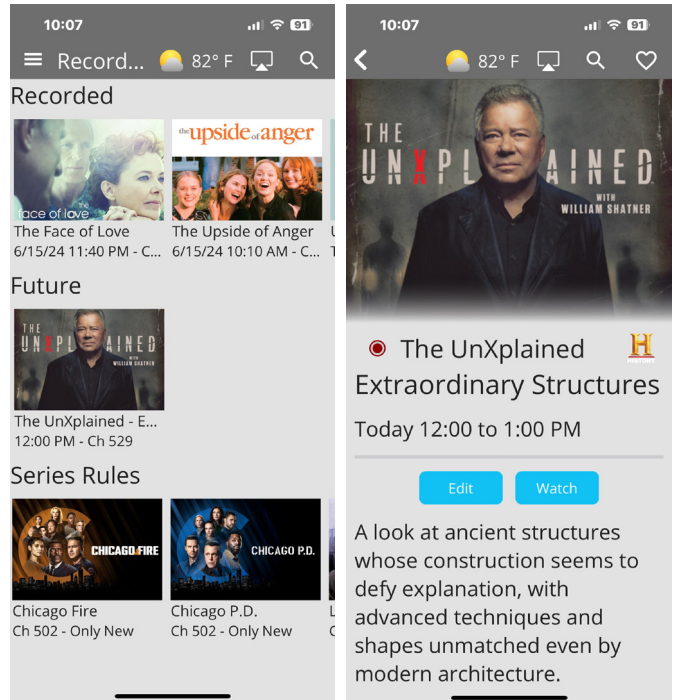 10:07
91
Record...
82° F
Recorded
the face of love
the upside of anger
The Face of Love
The Upside of Anger
6/15/24 11:40 PM - C...
6/15/24 10:10 AM - C...
Future
THE
UNXPLAINED
WITH
WILLIAM SHATNER
The UnXplained - E...
12:00 PM - Ch 529
Series Rules
CHICAGO FIRE
CHICAGO P.D.
Chicago Fire
Chicago P.D.
Ch 502 - Only New
Ch 502 - Only New
10:07
91
82° F
THE
UNXPLAINED
WITH
WILLIAM SHATNER
The UnXplained
H
HISTORY
Extraordinary Structures
Today 12:00 to 1:00 PM
Edit
Watch
A look at ancient structures
whose construction seems to
defy explanation, with
advanced techniques and
shapes unmatched even by
modern architecture.